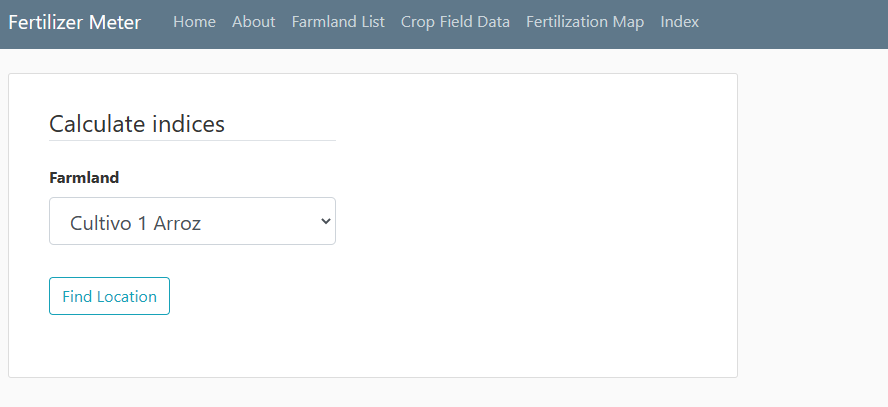 Fertilizer Meter Home About Farmland List Crop Field Data Fertilization Map Index
Calculate indices
Farmland
Cultivo 1 Arroz
Find Location